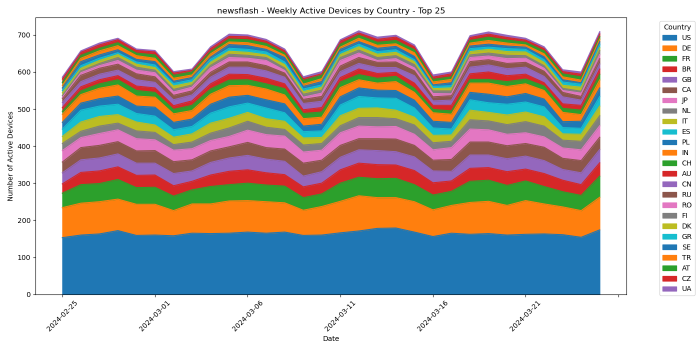 newsflash - Weekly Active Devices by Country - Top 25
Number of Active Devices
700
600
500
400
300
200
100
0
2024-02-25
2024-03-01
2024-03-06
2024-03-11
2024-03-16
2024-03-21
Date
Country
US
DE
FR
BR
GB
CA
JP
NL
IT
ES
PL
IN
CH
AU
CN
RU
RO
FI
DK
GR
SE
TR
AT
CZ
UA